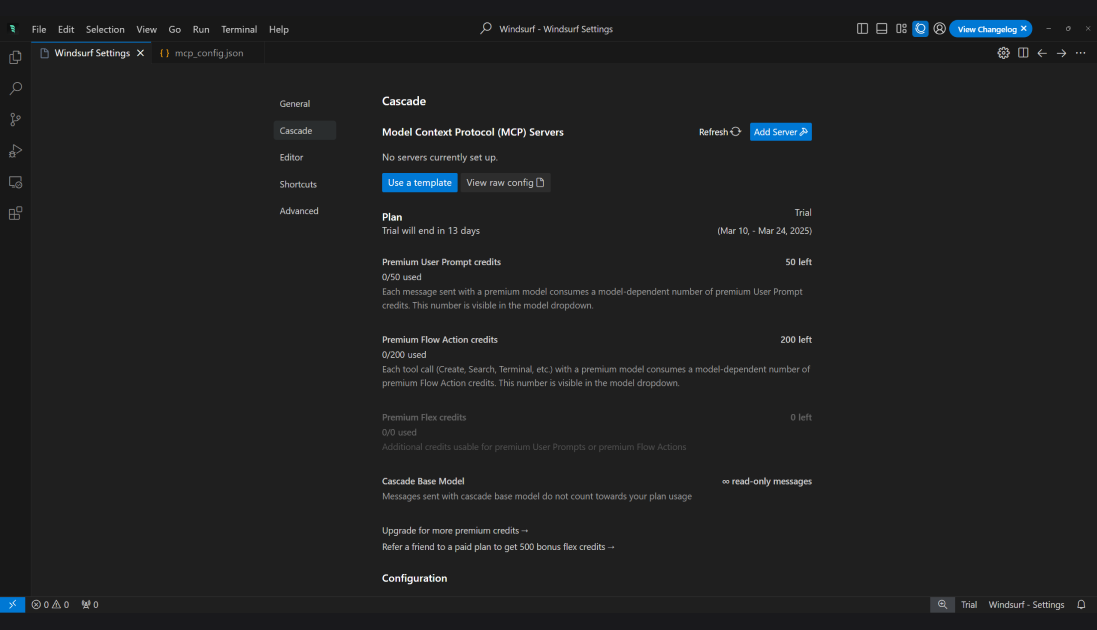 File Edit Selection View Go Run Terminal Help
Windsurf - Windsurf Settings
View Changelog
Windsurf Settings
{ } mcp_config.json
General
Cascade
Editor
Shortcuts
Advanced
Cascade
Model Context Protocol (MCP) Servers
Refresh
Add Server
No servers currently set up.
Use a template
View raw config
Plan
Trial
Trial will end in 13 days
(Mar 10, - Mar 24, 2025)
Premium User Prompt credits
50 left
0/50 used
Each message sent with a premium model consumes a model-dependent number of premium User Prompt
credits. This number is visible in the model dropdown.
Premium Flow Action credits
200 left
0/200 used
Each tool call (Create, Search, Terminal, etc.) with a premium model consumes a model-dependent number of
premium Flow Action credits. This number is visible in the model dropdown.
Premium Flex credits
0 left
0/0 used
Additional credits usable for premium User Prompts or premium Flow Actions
Cascade Base Model
∞ read-only messages
Messages sent with cascade base model do not count towards your plan usage
Upgrade for more premium credits →
Refer a friend to a paid plan to get 500 bonus flex credits →
Configuration
0 0 0
Trial
Windsurf - Settings